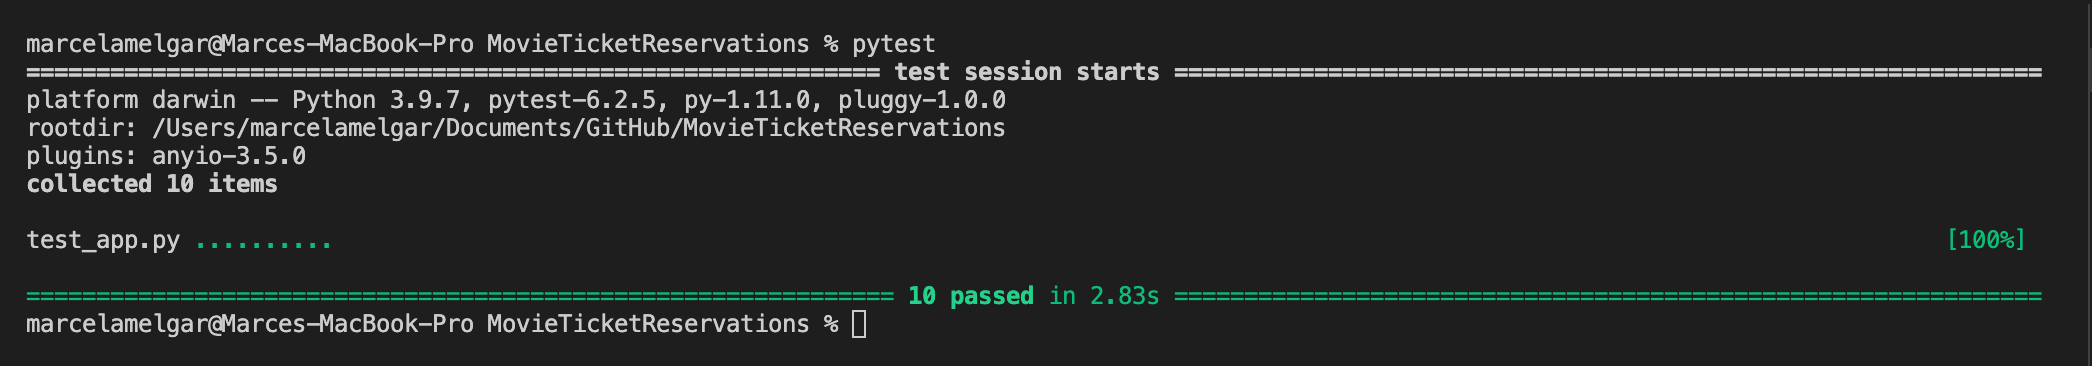 marcelamelgar@Marces-MacBook-Pro MovieTicketReservations % pytest
============================================================= test session starts ==============================================================
platform darwin -- Python 3.9.7, pytest-6.2.5, py-1.11.0, pluggy-1.0.0
rootdir: /Users/marcelamelgar/Documents/GitHub/MovieTicketReservations
plugins: anyio-3.5.0
collected 10 items
test_app.py .......... [100%]
============================================================== 10 passed in 2.83s ==============================================================
marcelamelgar@Marces-MacBook-Pro MovieTicketReservations %